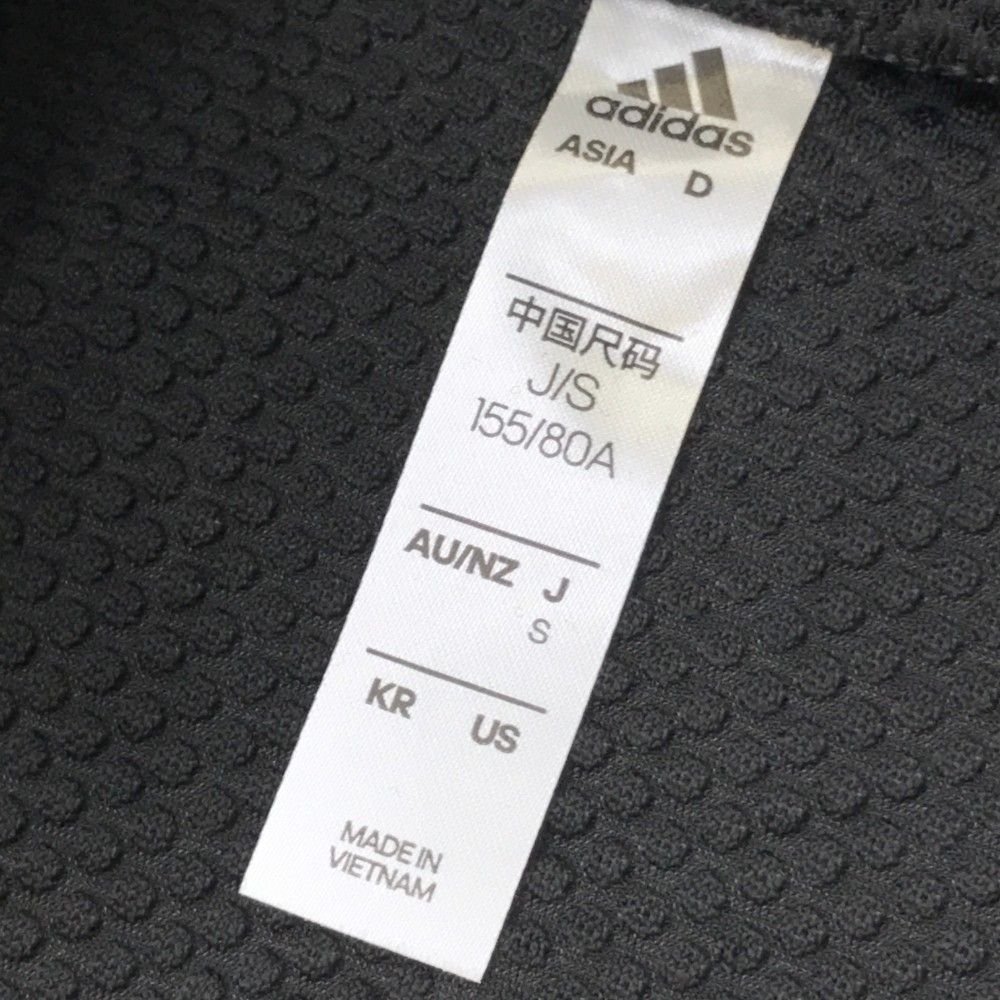 adidas
ASIA D
中国尺码
J/S
155/80A
AU/NZ J
S
KR US
MADE IN
VIETNAM